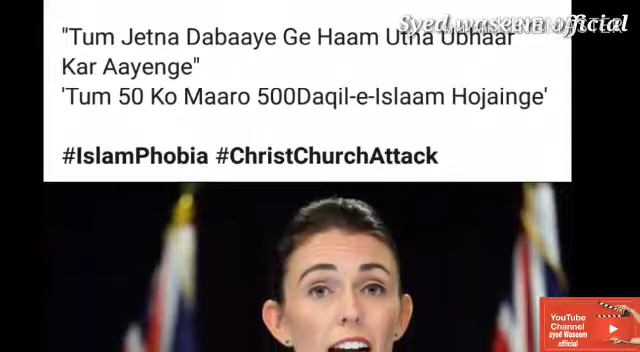 Syed waseem official
"Tum Jetna Dabaaye Ge Haam Utna Ubhaar
Kar Aayenge"
'Tum 50 Ko Maaro 500Daqil-e-Islaam Hojainge'
#IslamPhobia #ChristChurchAttack
YouTube
Channel
syed Waseem
official